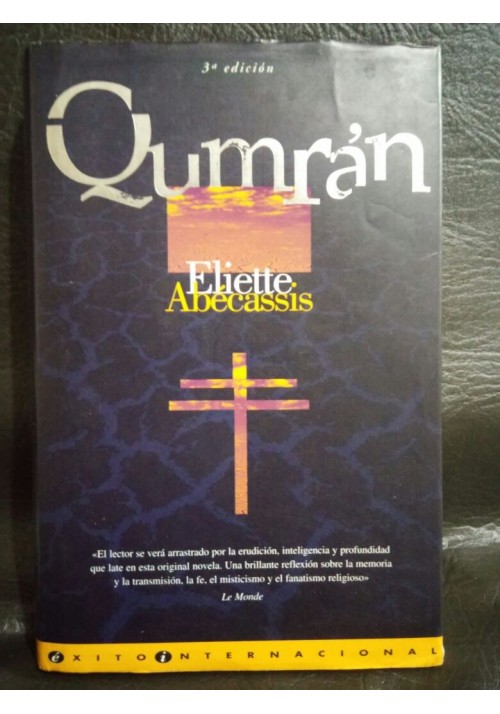 3ª edición
Qumrán
Eliette
Abécassis
«El lector se verá arrastrado por la erudición, inteligencia y profundidad
que late en esta original novela. Una brillante reflexión sobre la memoria
y la transmisión, la fe, el misticismo y el fanatismo religioso»
Le Monde
éXITO iNTERNACIONAL